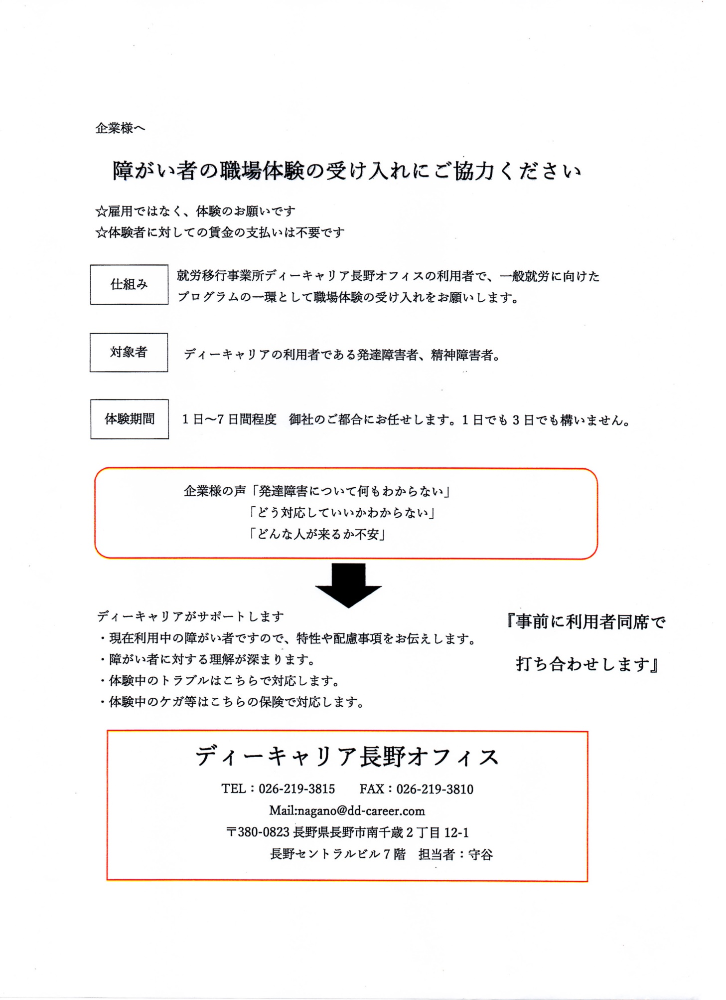 企業様へ
障がい者の職場体験の受け入れにご協力ください
☆雇用ではなく、体験のお願いです
☆体験者に対しての賃金の支払いは不要です
仕組み
就労移行事業所ディーキャリア長野オフィスの利用者で、一般就労に向けた
プログラムの一環として職場体験の受け入れをお願いします。
対象者
ディーキャリアの利用者である発達障害者、精神障害者。
体験期間
1日～7日間程度　御社のご都合にお任せします。1日でも3日でも構いません。
企業様の声「発達障害について何もわからない」
「どう対応していいかわからない」
「どんな人が来るか不安」
ディーキャリアがサポートします
・現在利用中の障がい者ですので、特性や配慮事項をお伝えします。
・障がい者に対する理解が深まります。
・体験中のトラブルはこちらで対応します。
・体験中のケガ等はこちらの保険で対応します。
『事前に利用者同席で
打ち合わせします』
ディーキャリア長野オフィス
TEL：026-219-3815　FAX：026-219-3810
Mail:nagano@dd-career.com
〒380-0823 長野県長野市南千歳2丁目12-1
長野セントラルビル7階　担当者：守谷